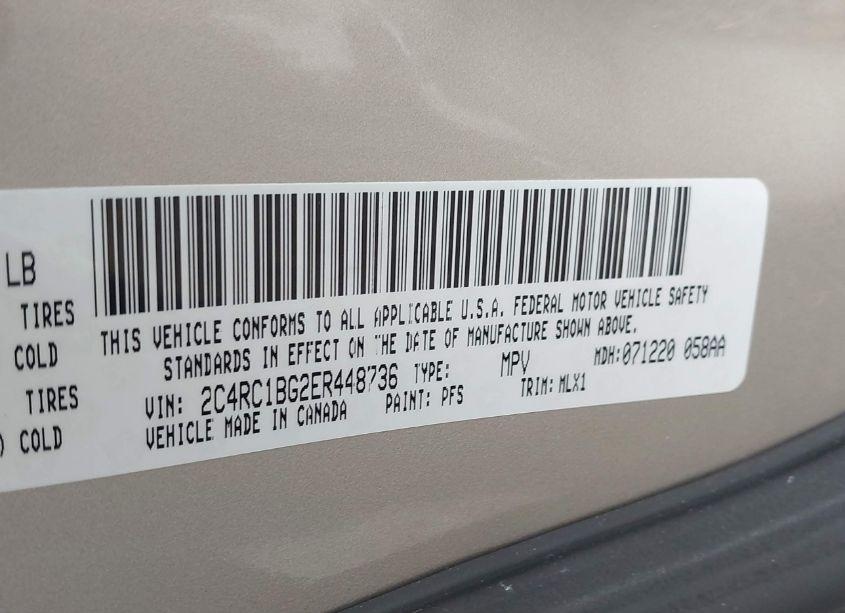 LB
TIRES
COLD
TIRES
) COLD
THIS VEHICLE CONFORMS TO ALL APPLICABLE U.S.A. FEDERAL MOTOR VEHICLE SAFETY
STANDARDS IN EFFECT ON THE DATE OF MANUFACTURE SHOWN ABOVE.
VIN: 2C4RC1BG2ER448736 TYPE: MPV MDH:071220 058AA
VEHICLE MADE IN CANADA PAINT: PFS TRIM: MLX1